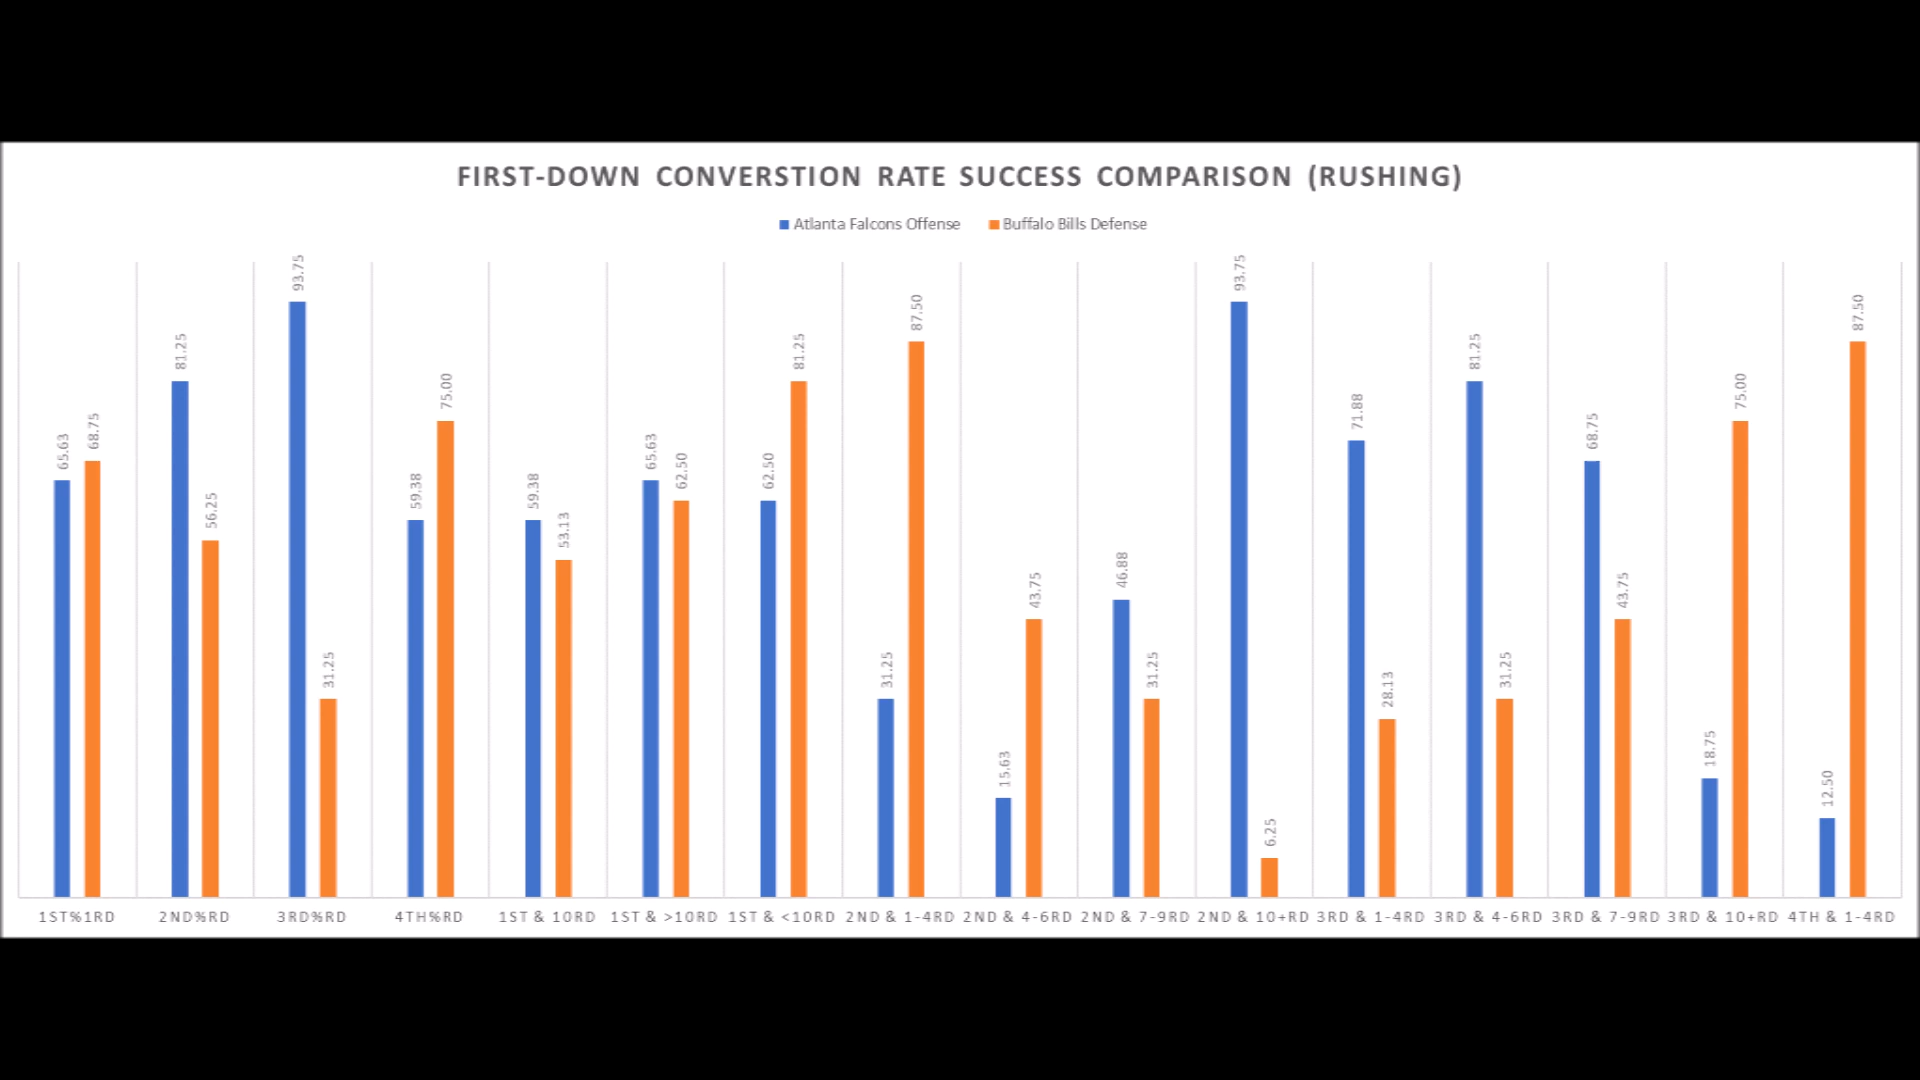 FIRST-DOWN CONVERSTION RATE SUCCESS COMPARISON (RUSHING)
Atlanta Falcons Offense Buffalo Bills Defense
65.63 68.75 81.25 56.25 93.75 31.25 59.38 75.00 59.38 53.13 65.63 62.50 62.50 81.25 31.25 87.50 15.63 43.75 46.88 31.25 93.75 6.25 71.88 28.13 81.25 31.25 68.75 43.75 18.75 75.00 12.50 87.50
1ST%1RD 2ND%RD 3RD%RD 4TH%RD 1ST & 10RD 1ST & >10RD 1ST & <10RD 2ND & 1-4RD 2ND & 4-6RD 2ND & 7-9RD 2ND & 10+RD 3RD & 1-4RD 3RD & 4-6RD 3RD & 7-9RD 3RD & 10+RD 4TH & 1-4RD